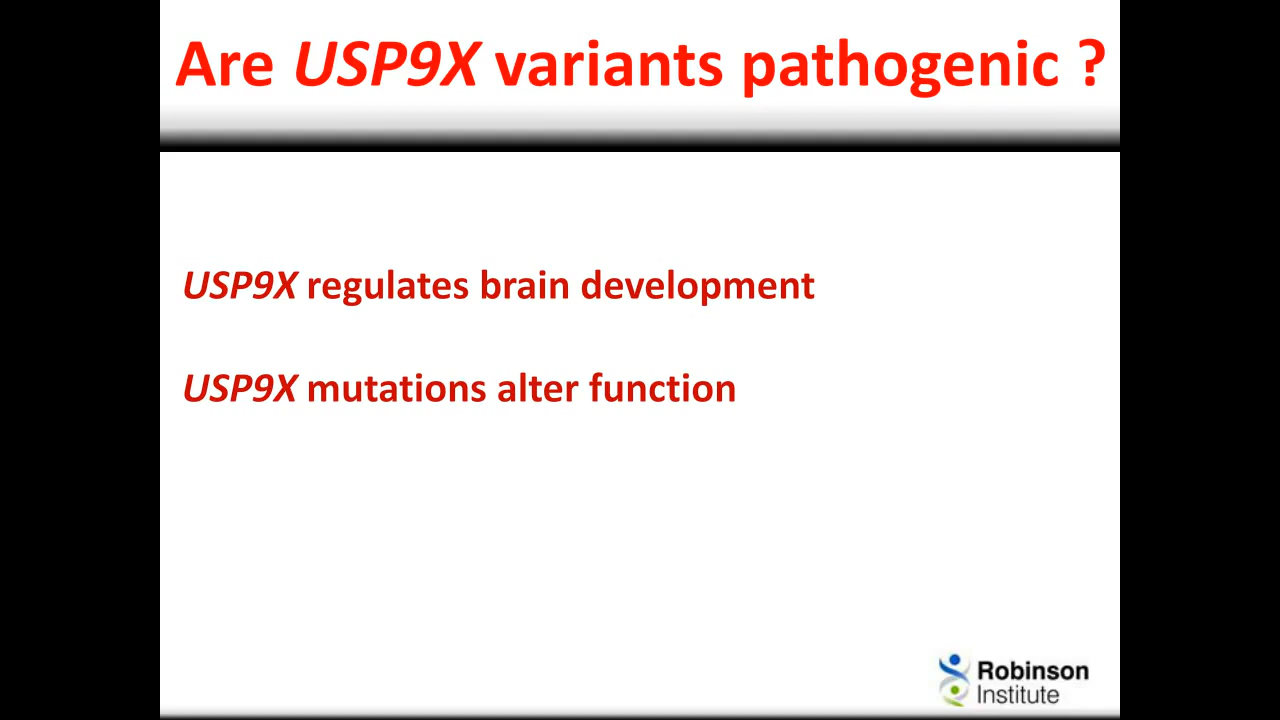 Are USP9X variants pathogenic ?
USP9X regulates brain development
USP9X mutations alter function
Robinson
Institute